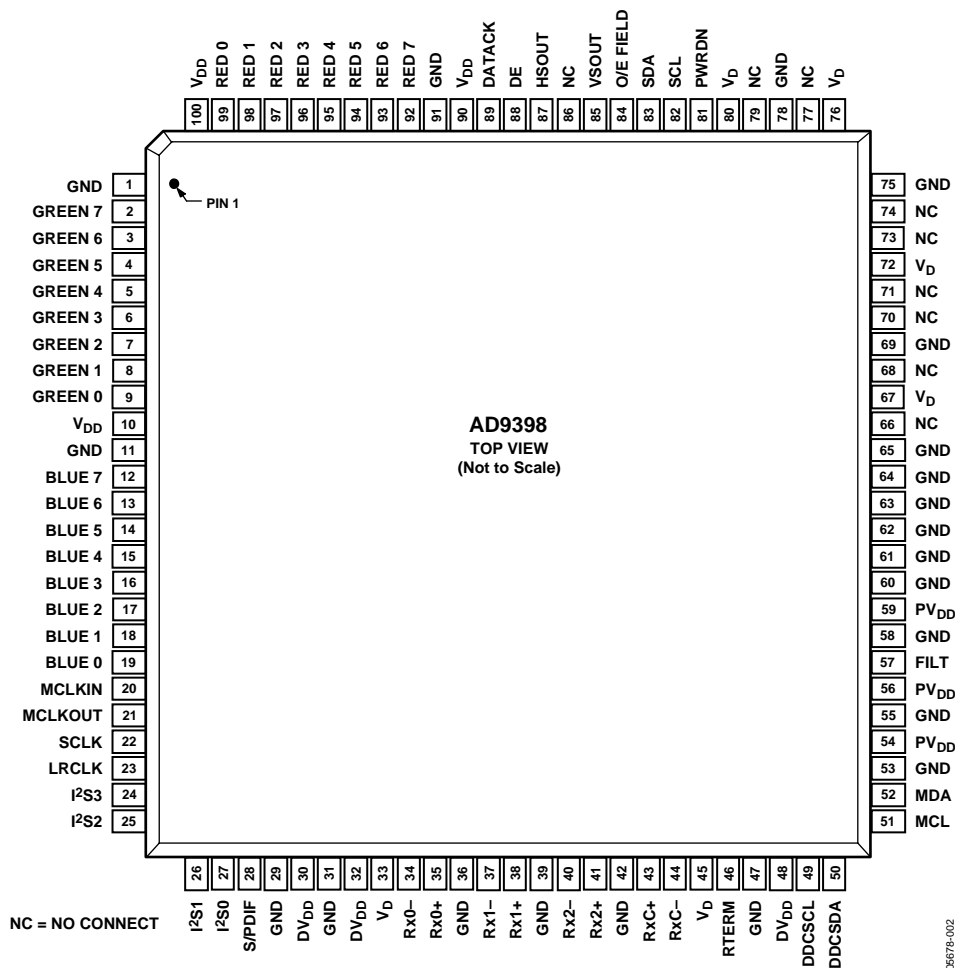 VDD RED 0 RED 1 RED 2 RED 3 RED 4 RED 5 RED 6 RED 7 GND VDD DATACK DE HSOUT NC VSOUT O/E FIELD SDA SCL PWRDN VD NC GND NC VD
100 99 98 97 96 95 94 93 92 91 90 89 88 87 86 85 84 83 82 81 80 79 78 77 76
GND 1
GREEN 7 2
GREEN 6 3
GREEN 5 4
GREEN 4 5
GREEN 3 6
GREEN 2 7
GREEN 1 8
GREEN 0 9
VDD 10
GND 11
BLUE 7 12
BLUE 6 13
BLUE 5 14
BLUE 4 15
BLUE 3 16
BLUE 2 17
BLUE 1 18
BLUE 0 19
MCLKIN 20
MCLKOUT 21
SCLK 22
LRCLK 23
I2S3 24
I2S2 25
PIN 1
AD9398
TOP VIEW
(Not to Scale)
75 GND
74 NC
73 NC
72 VD
71 NC
70 NC
69 GND
68 NC
67 VD
66 NC
65 GND
64 GND
63 GND
62 GND
61 GND
60 GND
59 PVDD
58 GND
57 FILT
56 PVDD
55 GND
54 PVDD
53 GND
52 MDA
51 MCL
26 27 28 29 30 31 32 33 34 35 36 37 38 39 40 41 42 43 44 45 46 47 48 49 50
I2S1 I2S0 S/PDIF GND DVDD GND DVDD VD Rx0– Rx0+ GND Rx1– Rx1+ GND Rx2– Rx2+ GND RxC+ RxC– VD RTERM GND DVDD DDCSCL DDCSDA
NC = NO CONNECT
05678-002